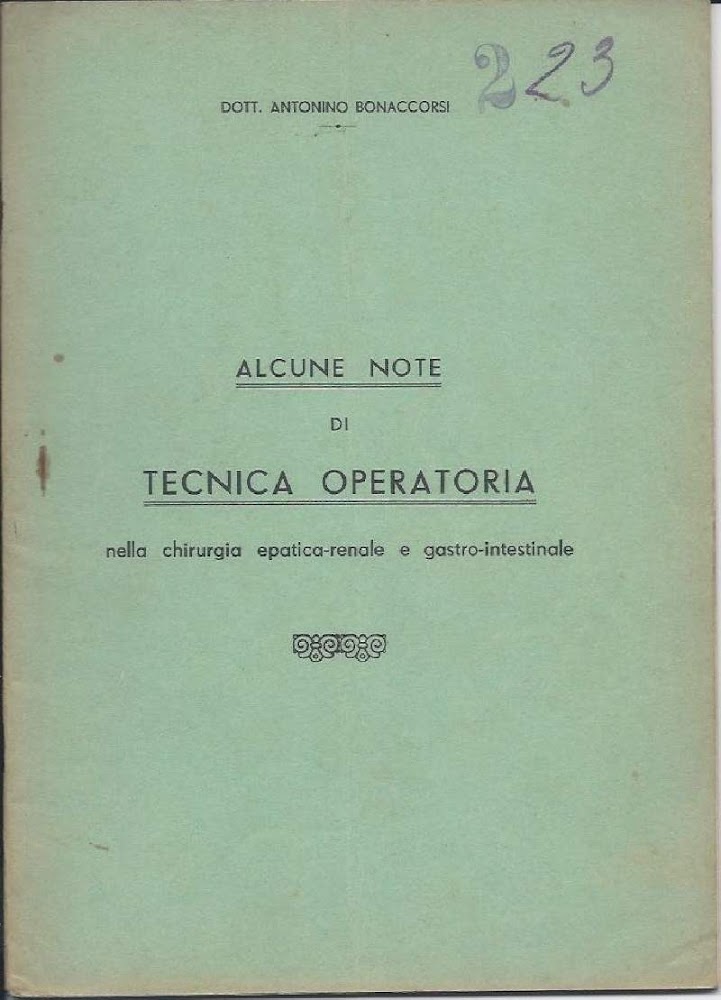 223
DOTT. ANTONINO BONACCORSI
ALCUNE NOTE
DI
TECNICA OPERATORIA
nella chirurgia epatica-renale e gastro-intestinale